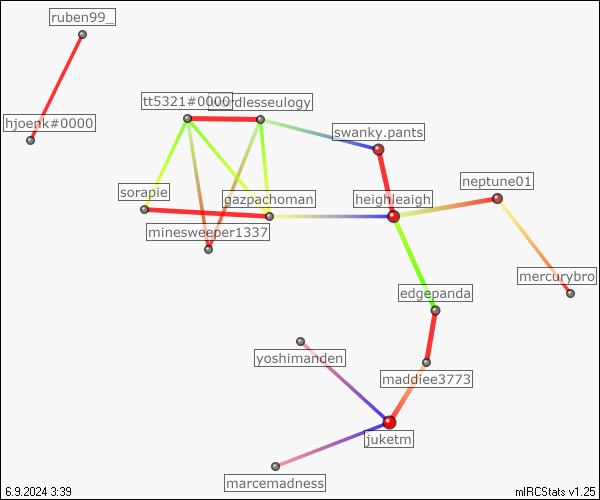 ruben99_
hjoenk#0000
tt5321#0000
wordlesseulogy
swanky.pants
sorapie
gazpachoman
heighleaigh
neptune01
minesweeper1337
mercurybro
edgepanda
yoshimanden
maddiee3773
juketm
marcemadness
6.9.2024 3:39
mIRCStats v1.25